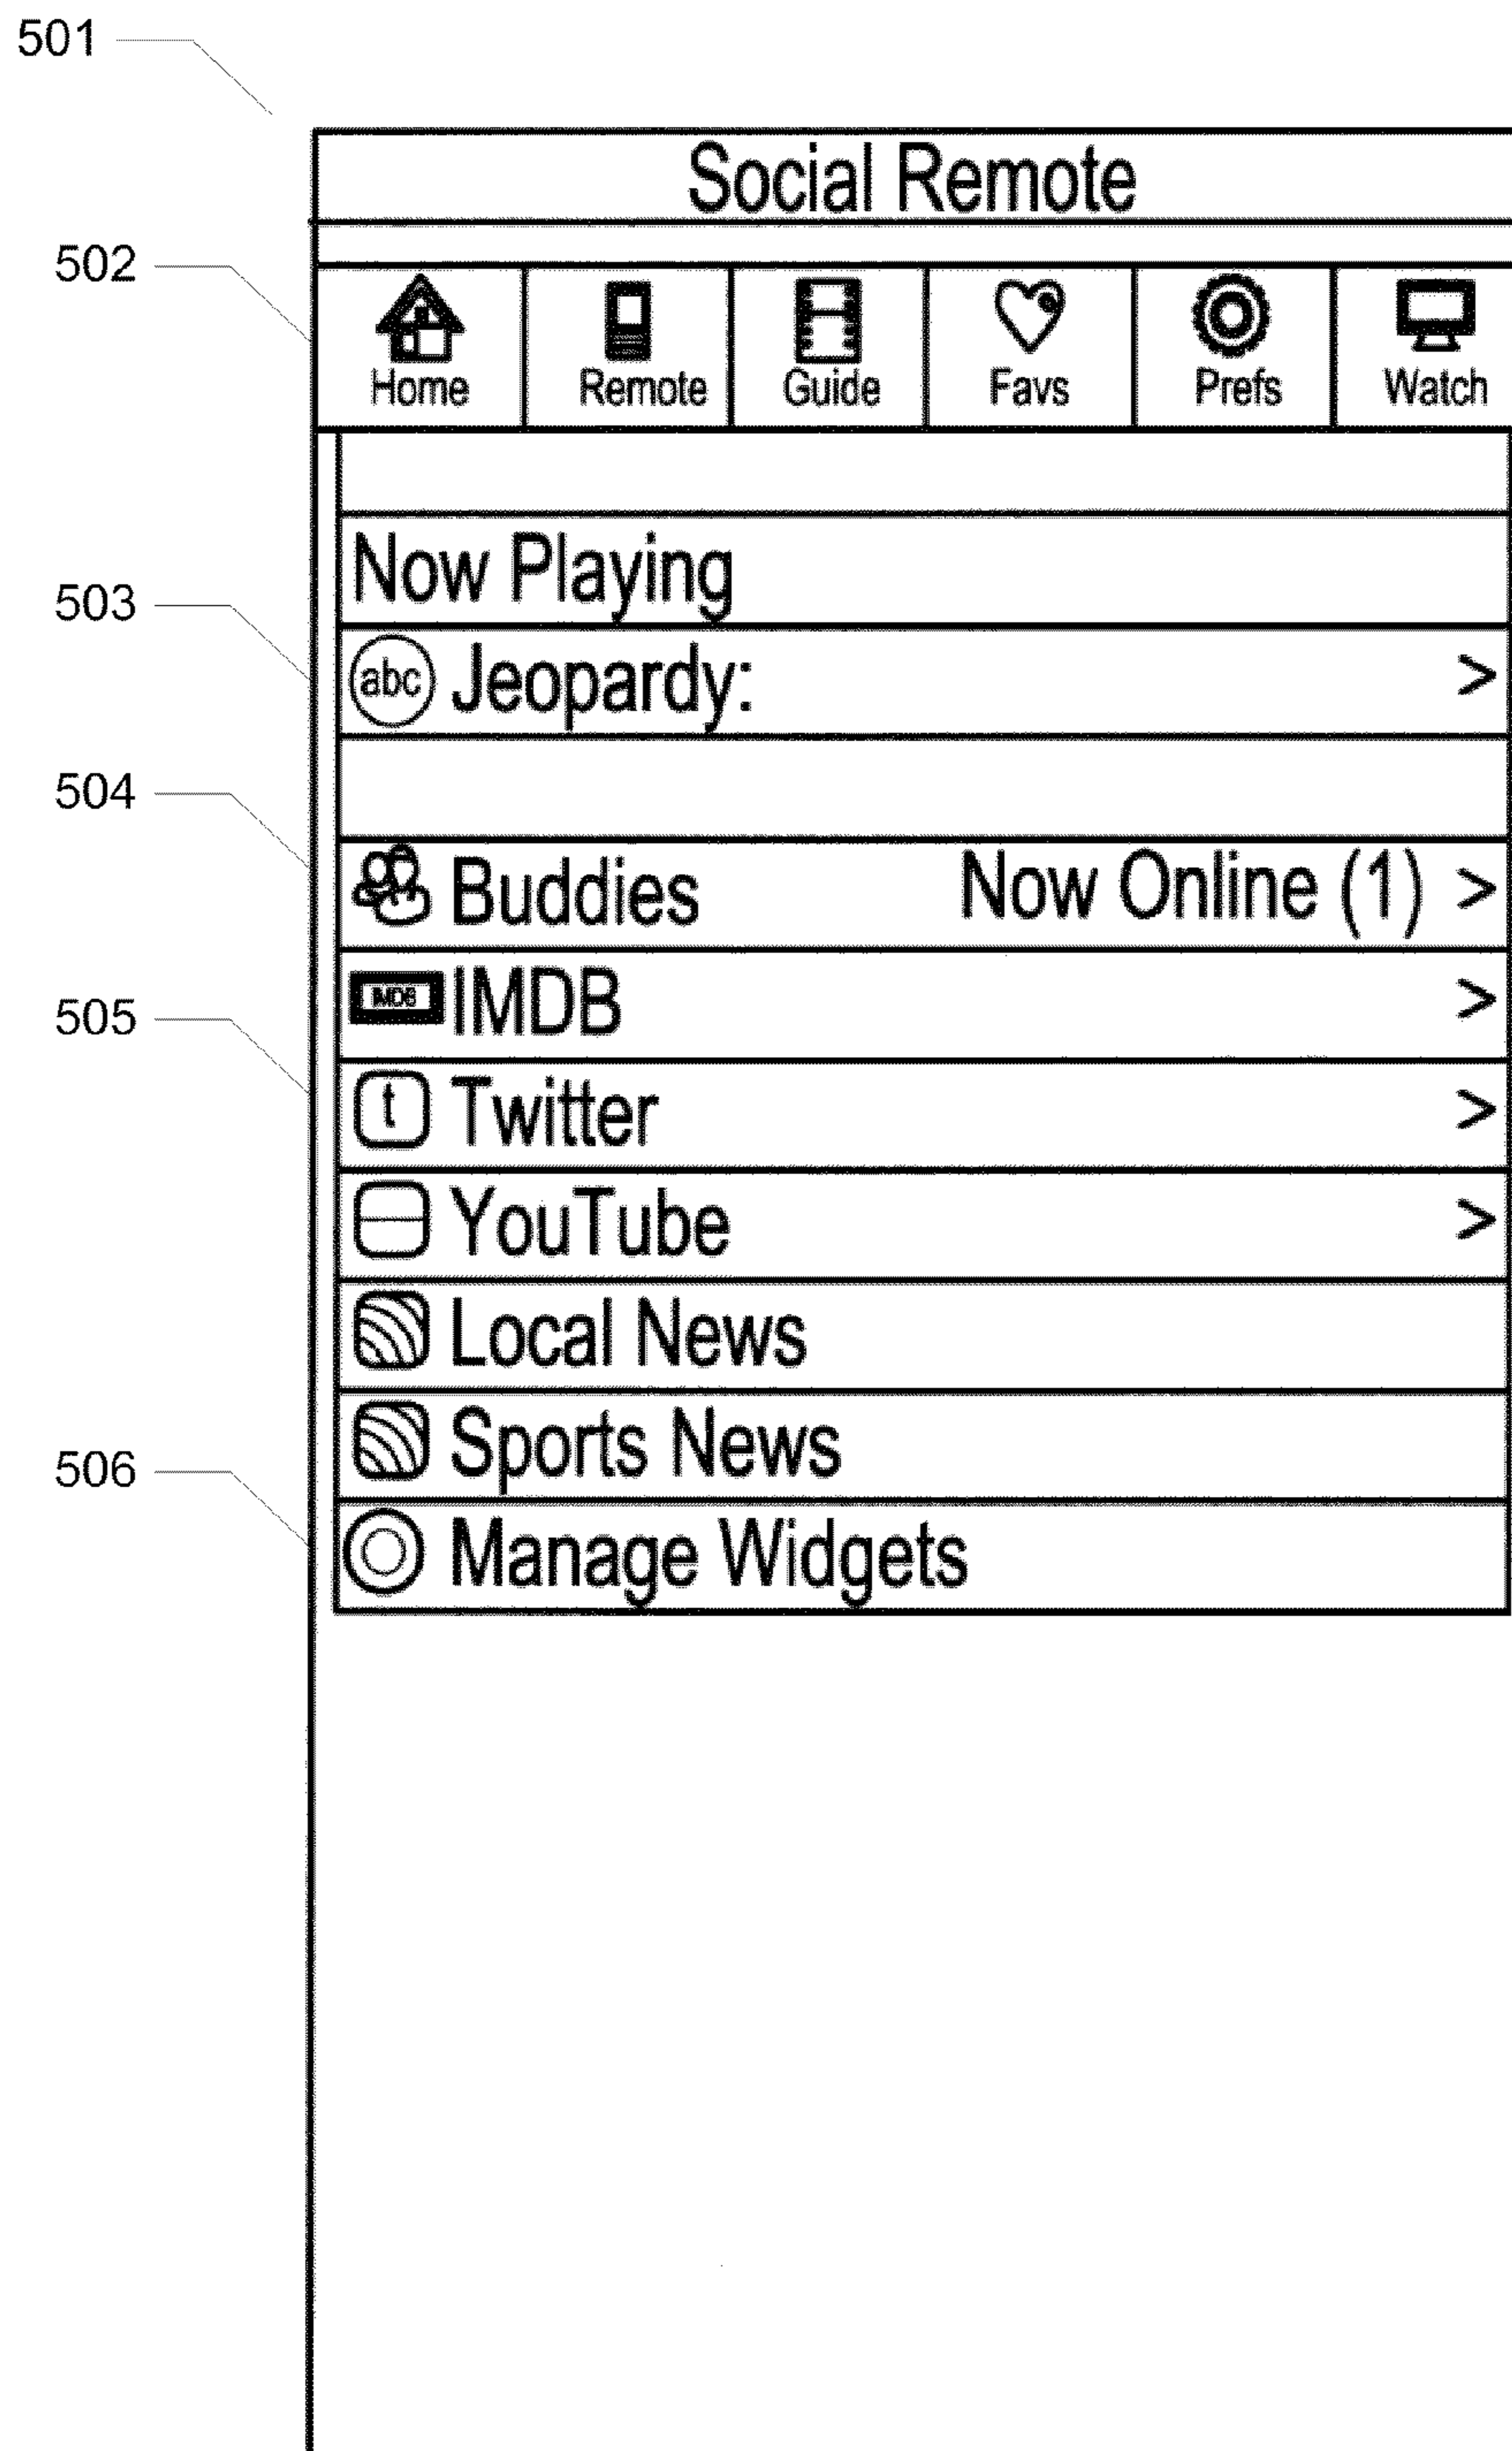 501
Social Remote
502
Home Remote Guide Favs Prefs Watch
Now Playing
503
abc Jeopardy: >
504
Buddies Now Online (1) >
IMDB IMDB >
505
t Twitter >
YouTube >
Local News
Sports News
506
Manage Widgets